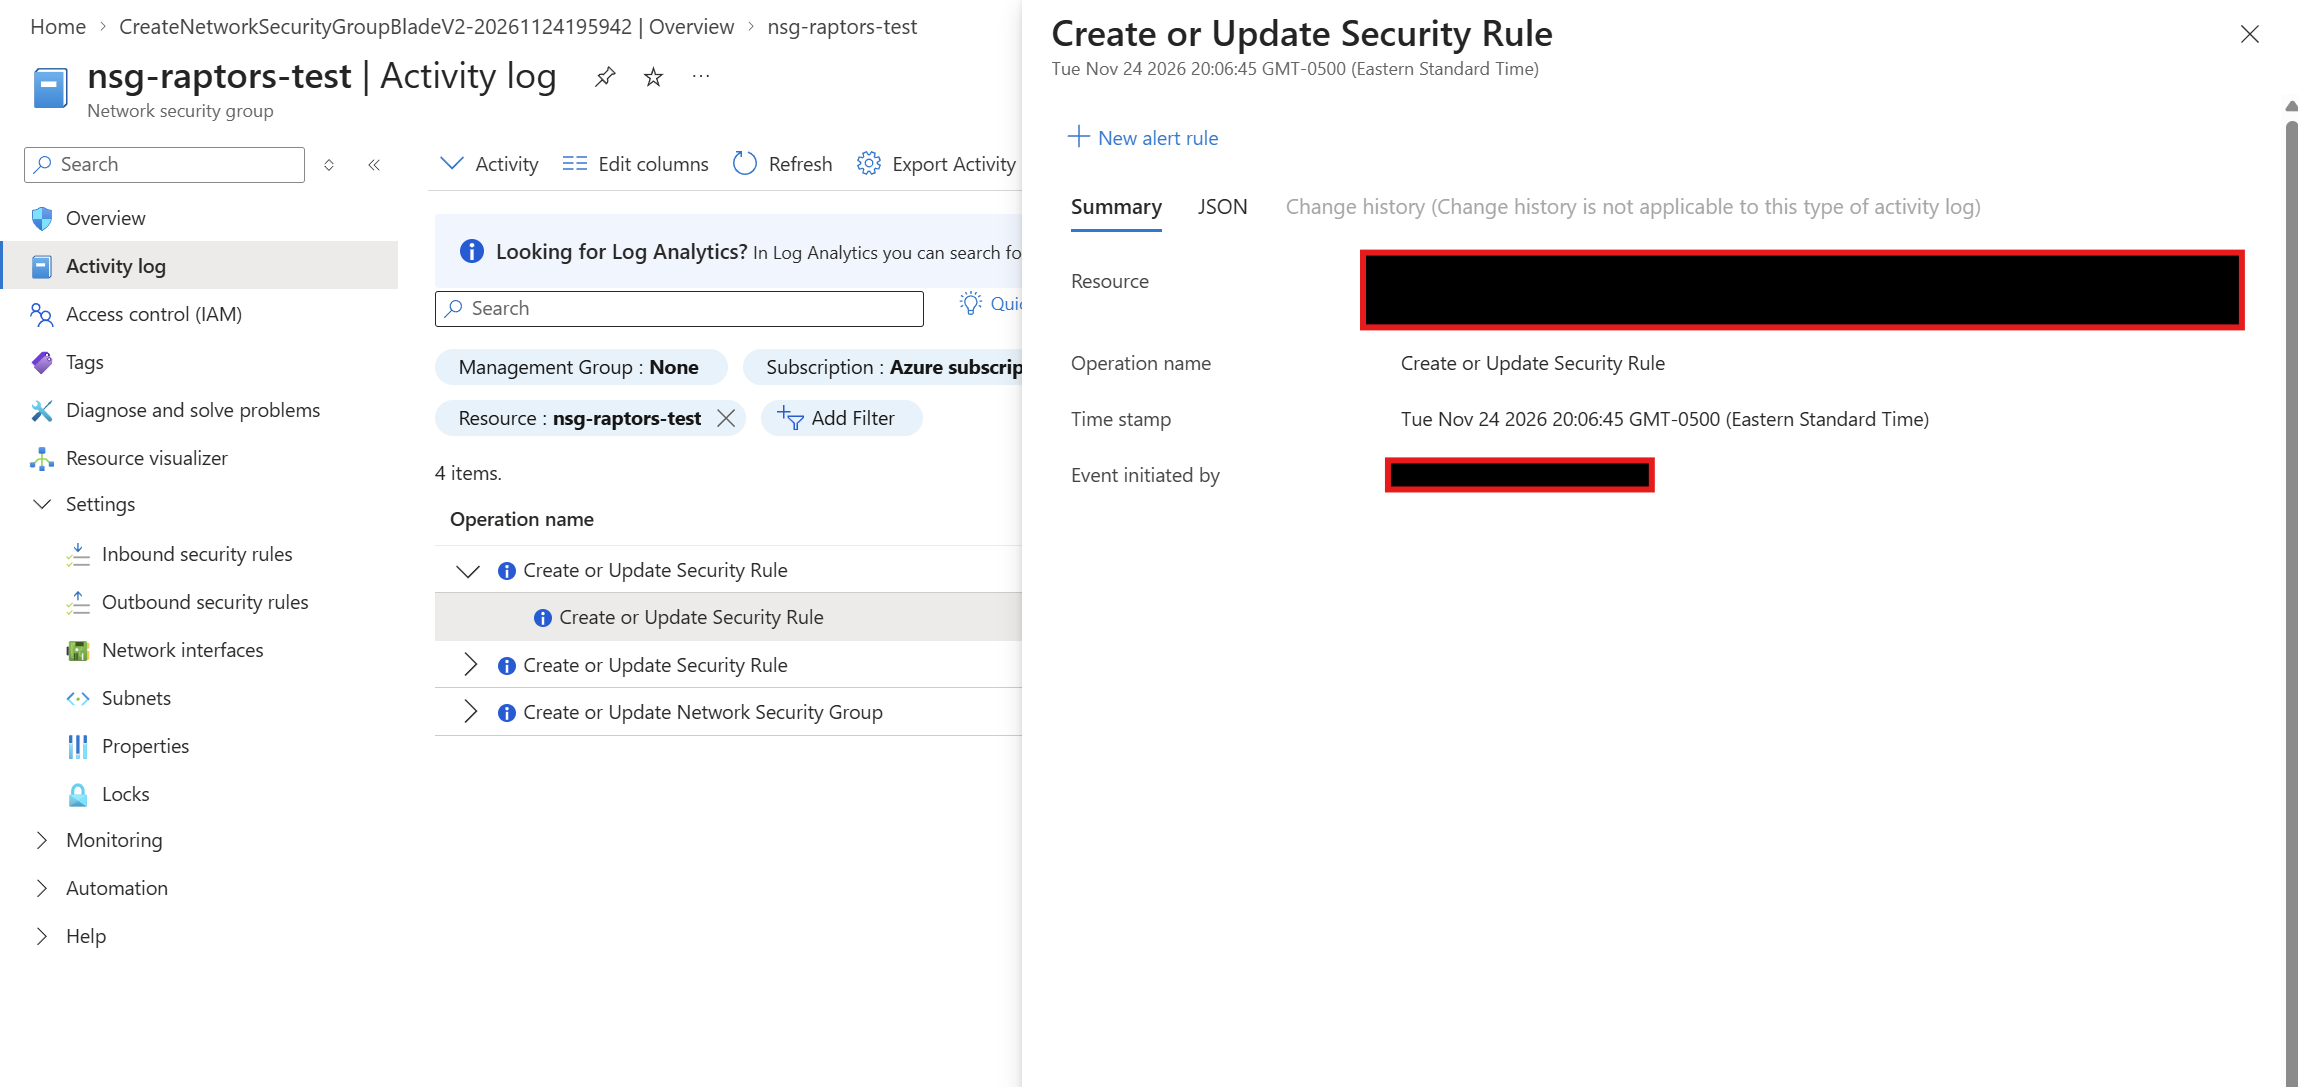 Home > CreateNetworkSecurityGroupBladeV2-20261124195942 | Overview > nsg-raptors-test
nsg-raptors-test | Activity log
Network security group
Search
Overview
Activity log
Access control (IAM)
Tags
Diagnose and solve problems
Resource visualizer
Settings
Inbound security rules
Outbound security rules
Network interfaces
Subnets
Properties
Locks
Monitoring
Automation
Help
Activity
Edit columns
Refresh
Export Activity
Looking for Log Analytics? In Log Analytics you can search fo
Search
Quic
Management Group : None
Subscription : Azure subscrip
Resource : nsg-raptors-test
Add Filter
4 items.
Operation name
Create or Update Security Rule
Create or Update Security Rule
Create or Update Security Rule
Create or Update Network Security Group
Create or Update Security Rule
Tue Nov 24 2026 20:06:45 GMT-0500 (Eastern Standard Time)
New alert rule
Summary
JSON
Change history (Change history is not applicable to this type of activity log)
Resource
Operation name
Create or Update Security Rule
Time stamp
Tue Nov 24 2026 20:06:45 GMT-0500 (Eastern Standard Time)
Event initiated by